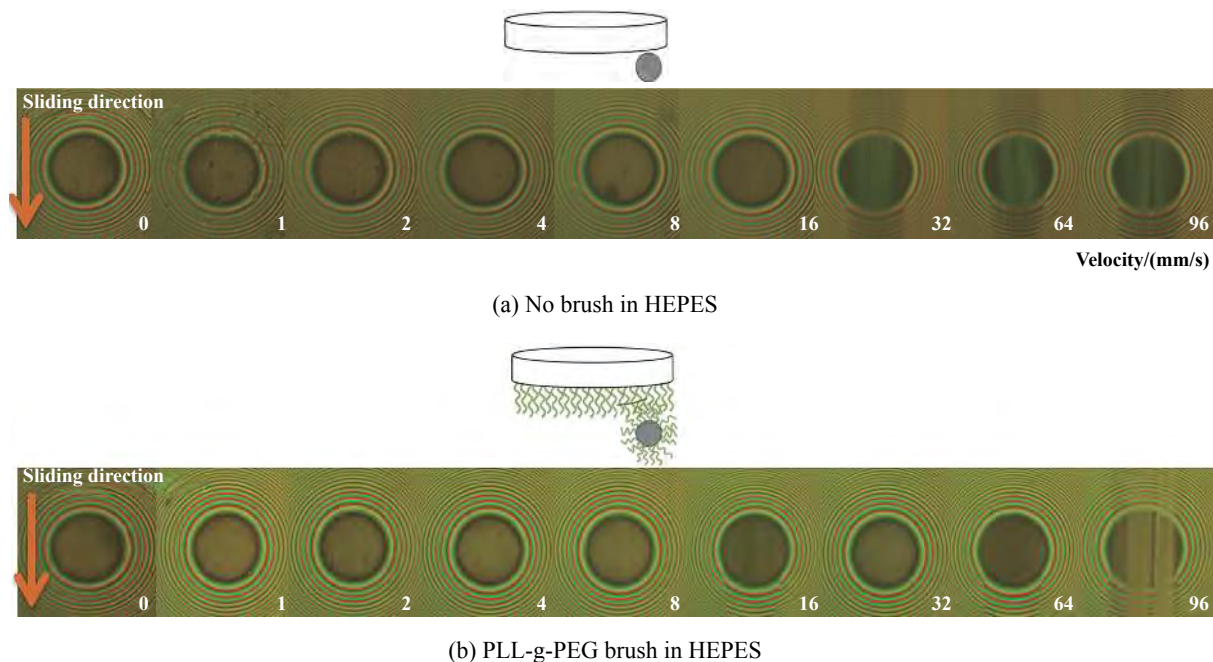 Sliding direction
0 1 2 4 8 16 32 64 96
Velocity/(mm/s)
(a) No brush in HEPES
Sliding direction
0 1 2 4 8 16 32 64 96
(b) PLL-g-PEG brush in HEPES